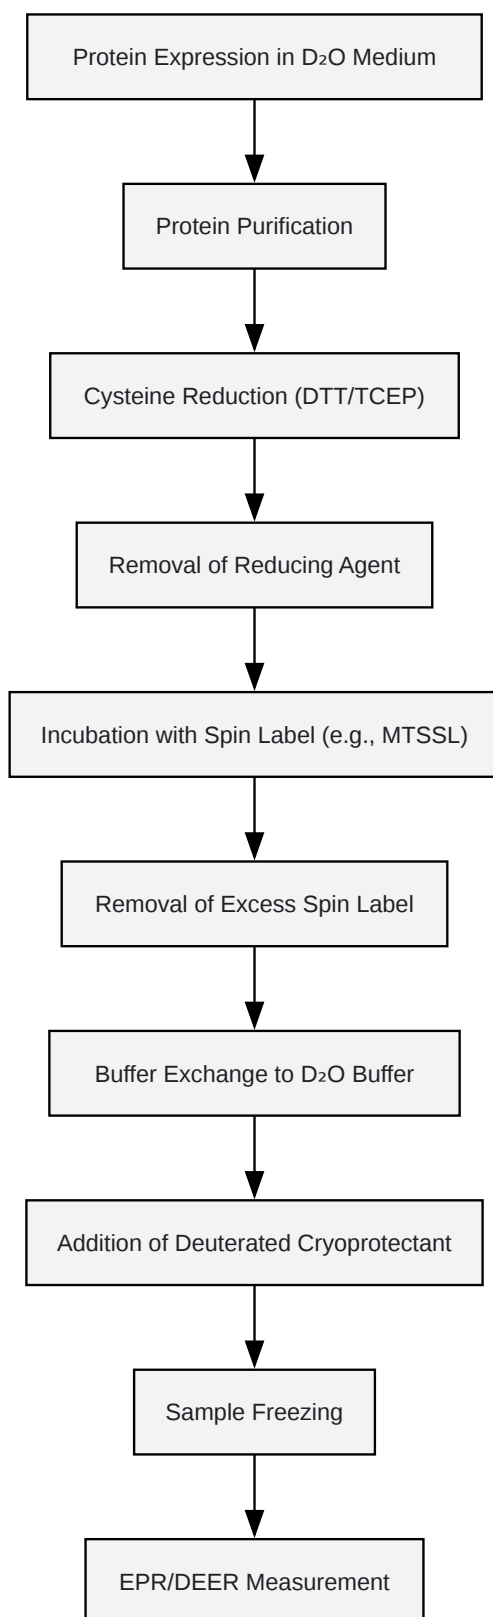 Protein Expression in D₂O Medium
Protein Purification
Cysteine Reduction (DTT/TCEP)
Removal of Reducing Agent
Incubation with Spin Label (e.g., MTSSL)
Removal of Excess Spin Label
Buffer Exchange to D₂O Buffer
Addition of Deuterated Cryoprotectant
Sample Freezing
EPR/DEER Measurement